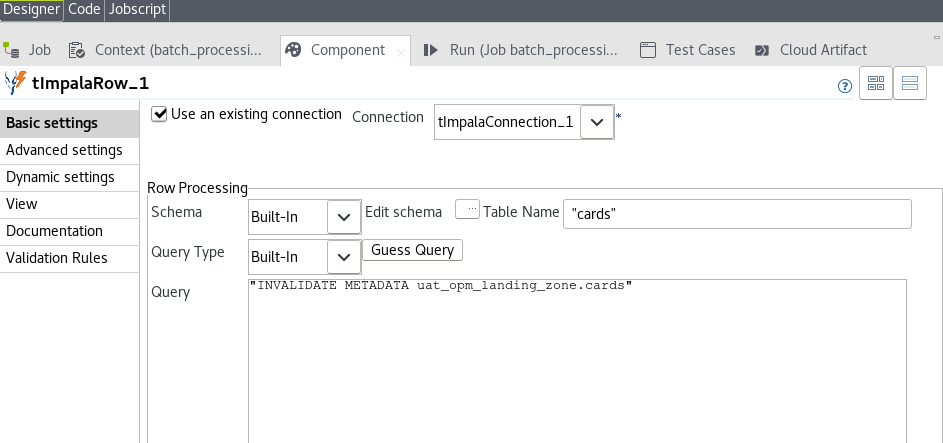 Designer Code Jobscript
Job Context (batch_processi... Component Run (Job batch_processi... Test Cases Cloud Artifact
tImpalaRow_1
Basic settings
Advanced settings
Dynamic settings
View
Documentation
Validation Rules
Use an existing connection Connection tImpalaConnection_1 *
Row Processing
Schema Built-In Edit schema ... Table Name "cards"
Query Type Built-In Guess Query
Query "INVALIDATE METADATA uat_opm_landing_zone.cards"